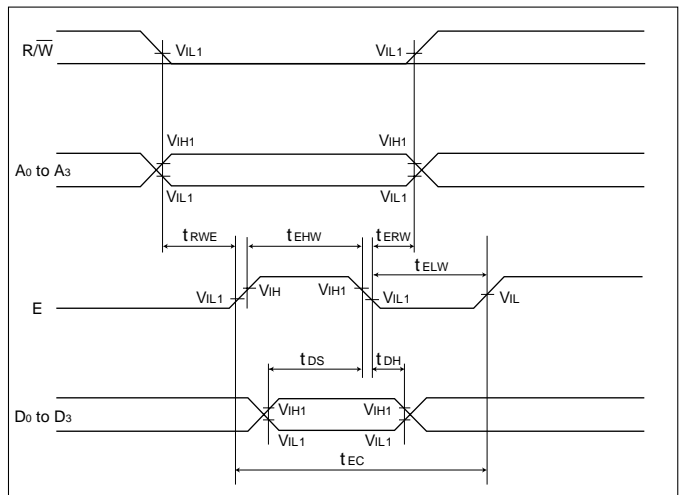 R/W̅ VIL1 VIL1
VIH1 VIH1
A0 to A3
VIL1 VIL1
tRWE tEHW tERW
tELW
VIL1 VIH VIH1 VIL1 VIL
E
tDS tDH
D0 to D3 VIH1 VIH1
VIL1 VIL1
tEC